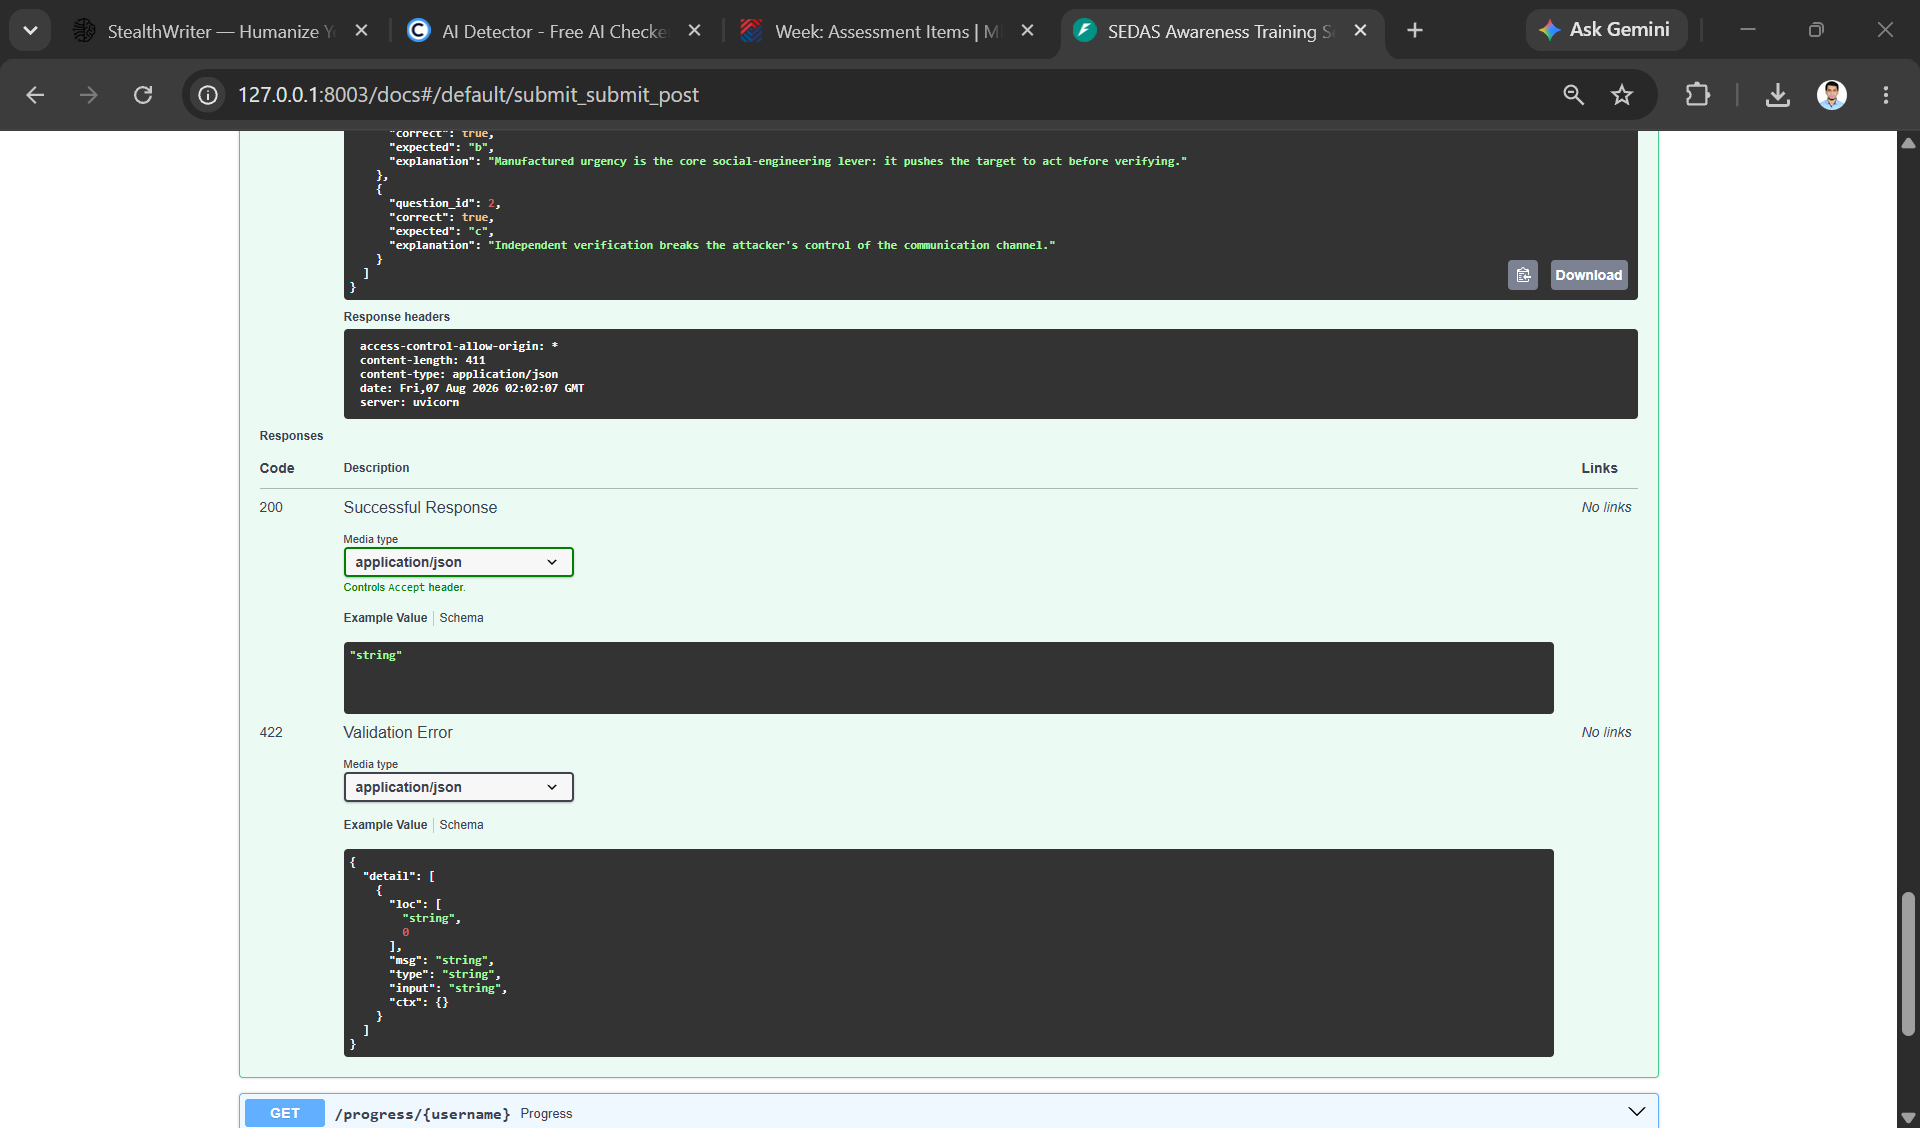 StealthWriter — Humanize Y
AI Detector - Free AI Checke
Week: Assessment Items | M
SEDAS Awareness Training S
Ask Gemini
127.0.0.1:8003/docs#/default/submit_submit_post
"correct": true,
"expected": "b",
"explanation": "Manufactured urgency is the core social-engineering lever: it pushes the target to act before verifying."
},
{
"question_id": 2,
"correct": true,
"expected": "c",
"explanation": "Independent verification breaks the attacker's control of the communication channel."
}
]
}
Download
Response headers
access-control-allow-origin: *
content-length: 411
content-type: application/json
date: Fri,07 Aug 2026 02:02:07 GMT
server: uvicorn
Responses
Code Description Links
200 Successful Response No links
Media type
application/json
Controls Accept header.
Example Value Schema
"string"
422 Validation Error No links
Media type
application/json
Example Value Schema
{
"detail": [
{
"loc": [
"string",
0
],
"msg": "string",
"type": "string",
"input": "string",
"ctx": {}
}
]
}
GET /progress/{username} Progress